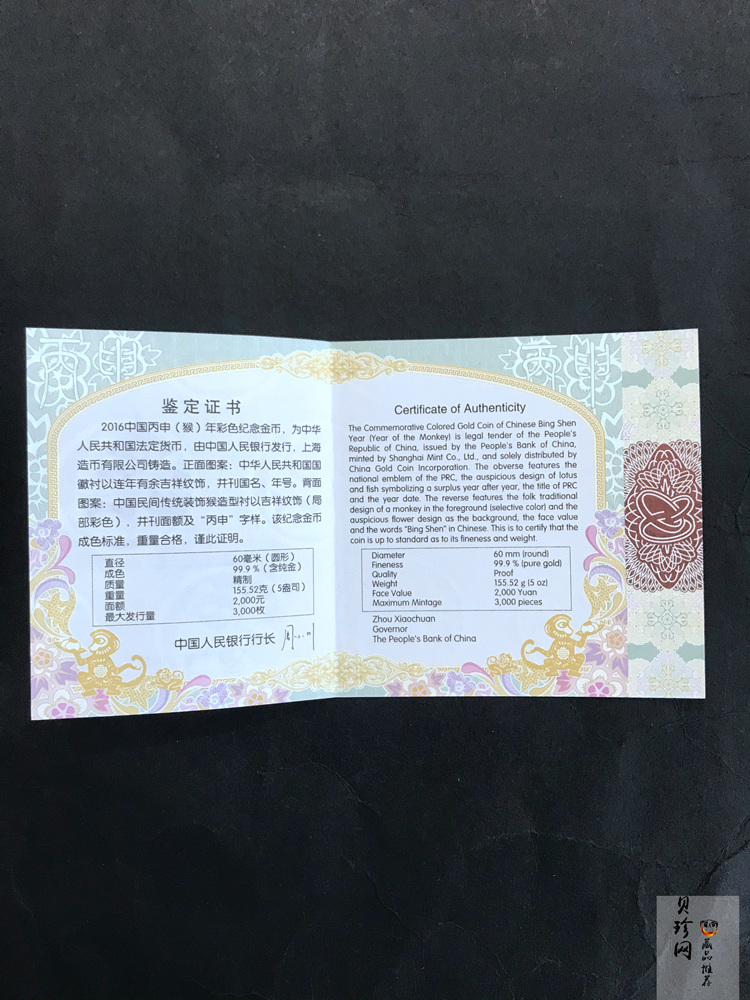 鉴定证书
2016中国丙申（猴）年彩色纪念金币，为中华
人民共和国法定货币，由中国人民银行发行，上海
造币有限公司铸造。正面图案：中华人民共和国国
徽衬以连年有余吉祥纹饰，并刊国名、年号。背面
图案：中国民间传统装饰猴造型衬以吉祥纹饰（局
部彩色），并刊面额及“丙申”字样。该纪念金币
成色标准，重量合格，谨此证明。
直径 60毫米（圆形）
成色 99.9 %（含纯金）
质量 精制
重量 155.52克（5盎司）
面额 2,000元
最大发行量 3,000枚
中国人民银行行长
Certificate of Authenticity
The Commemorative Colored Gold Coin of Chinese Bing Shen
Year (Year of the Monkey) is legal tender of the People's
Republic of China, issued by the People's Bank of China,
minted by Shanghai Mint Co., Ltd., and solely distributed by
China Gold Coin Incorporation. The obverse features the
national emblem of the PRC, the auspicious design of lotus
and fish symbolizing a surplus year after year, the title of PRC
and the year date. The reverse features the folk traditional
design of a monkey in the foreground (selective color) and the
auspicious flower design as the background, the face value
and the words "Bing Shen" in Chinese. This is to certify that the
coin is up to standard as to its fineness and weight.
Diameter 60 mm (round)
Fineness 99.9 % (pure gold)
Quality Proof
Weight 155.52 g (5 oz)
Face Value 2,000 Yuan
Maximum Mintage 3,000 pieces
Zhou Xiaochuan
Governor
The People's Bank of China
贝珍网
藏品推荐